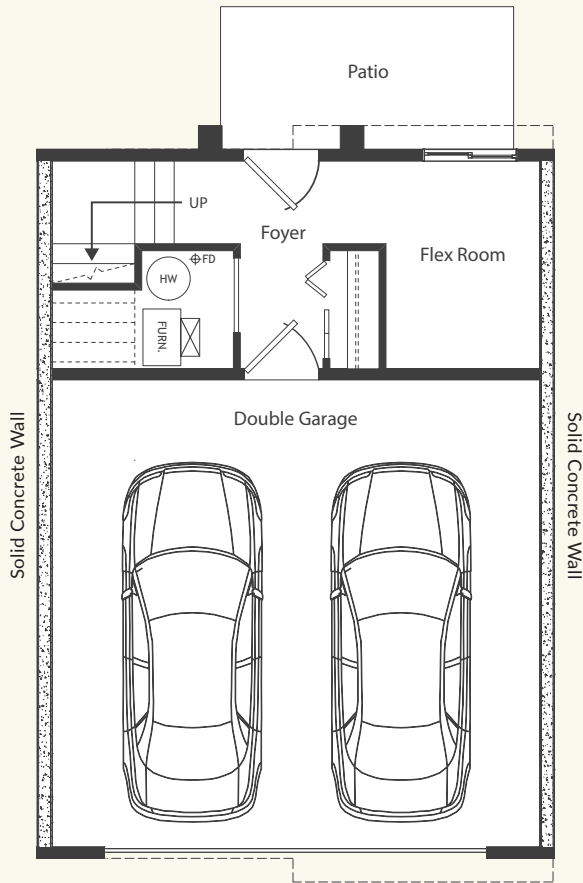 Patio
UP
Foyer
FD
Flex Room
HW
FURN.
Double Garage
Solid Concrete Wall
Solid Concrete Wall